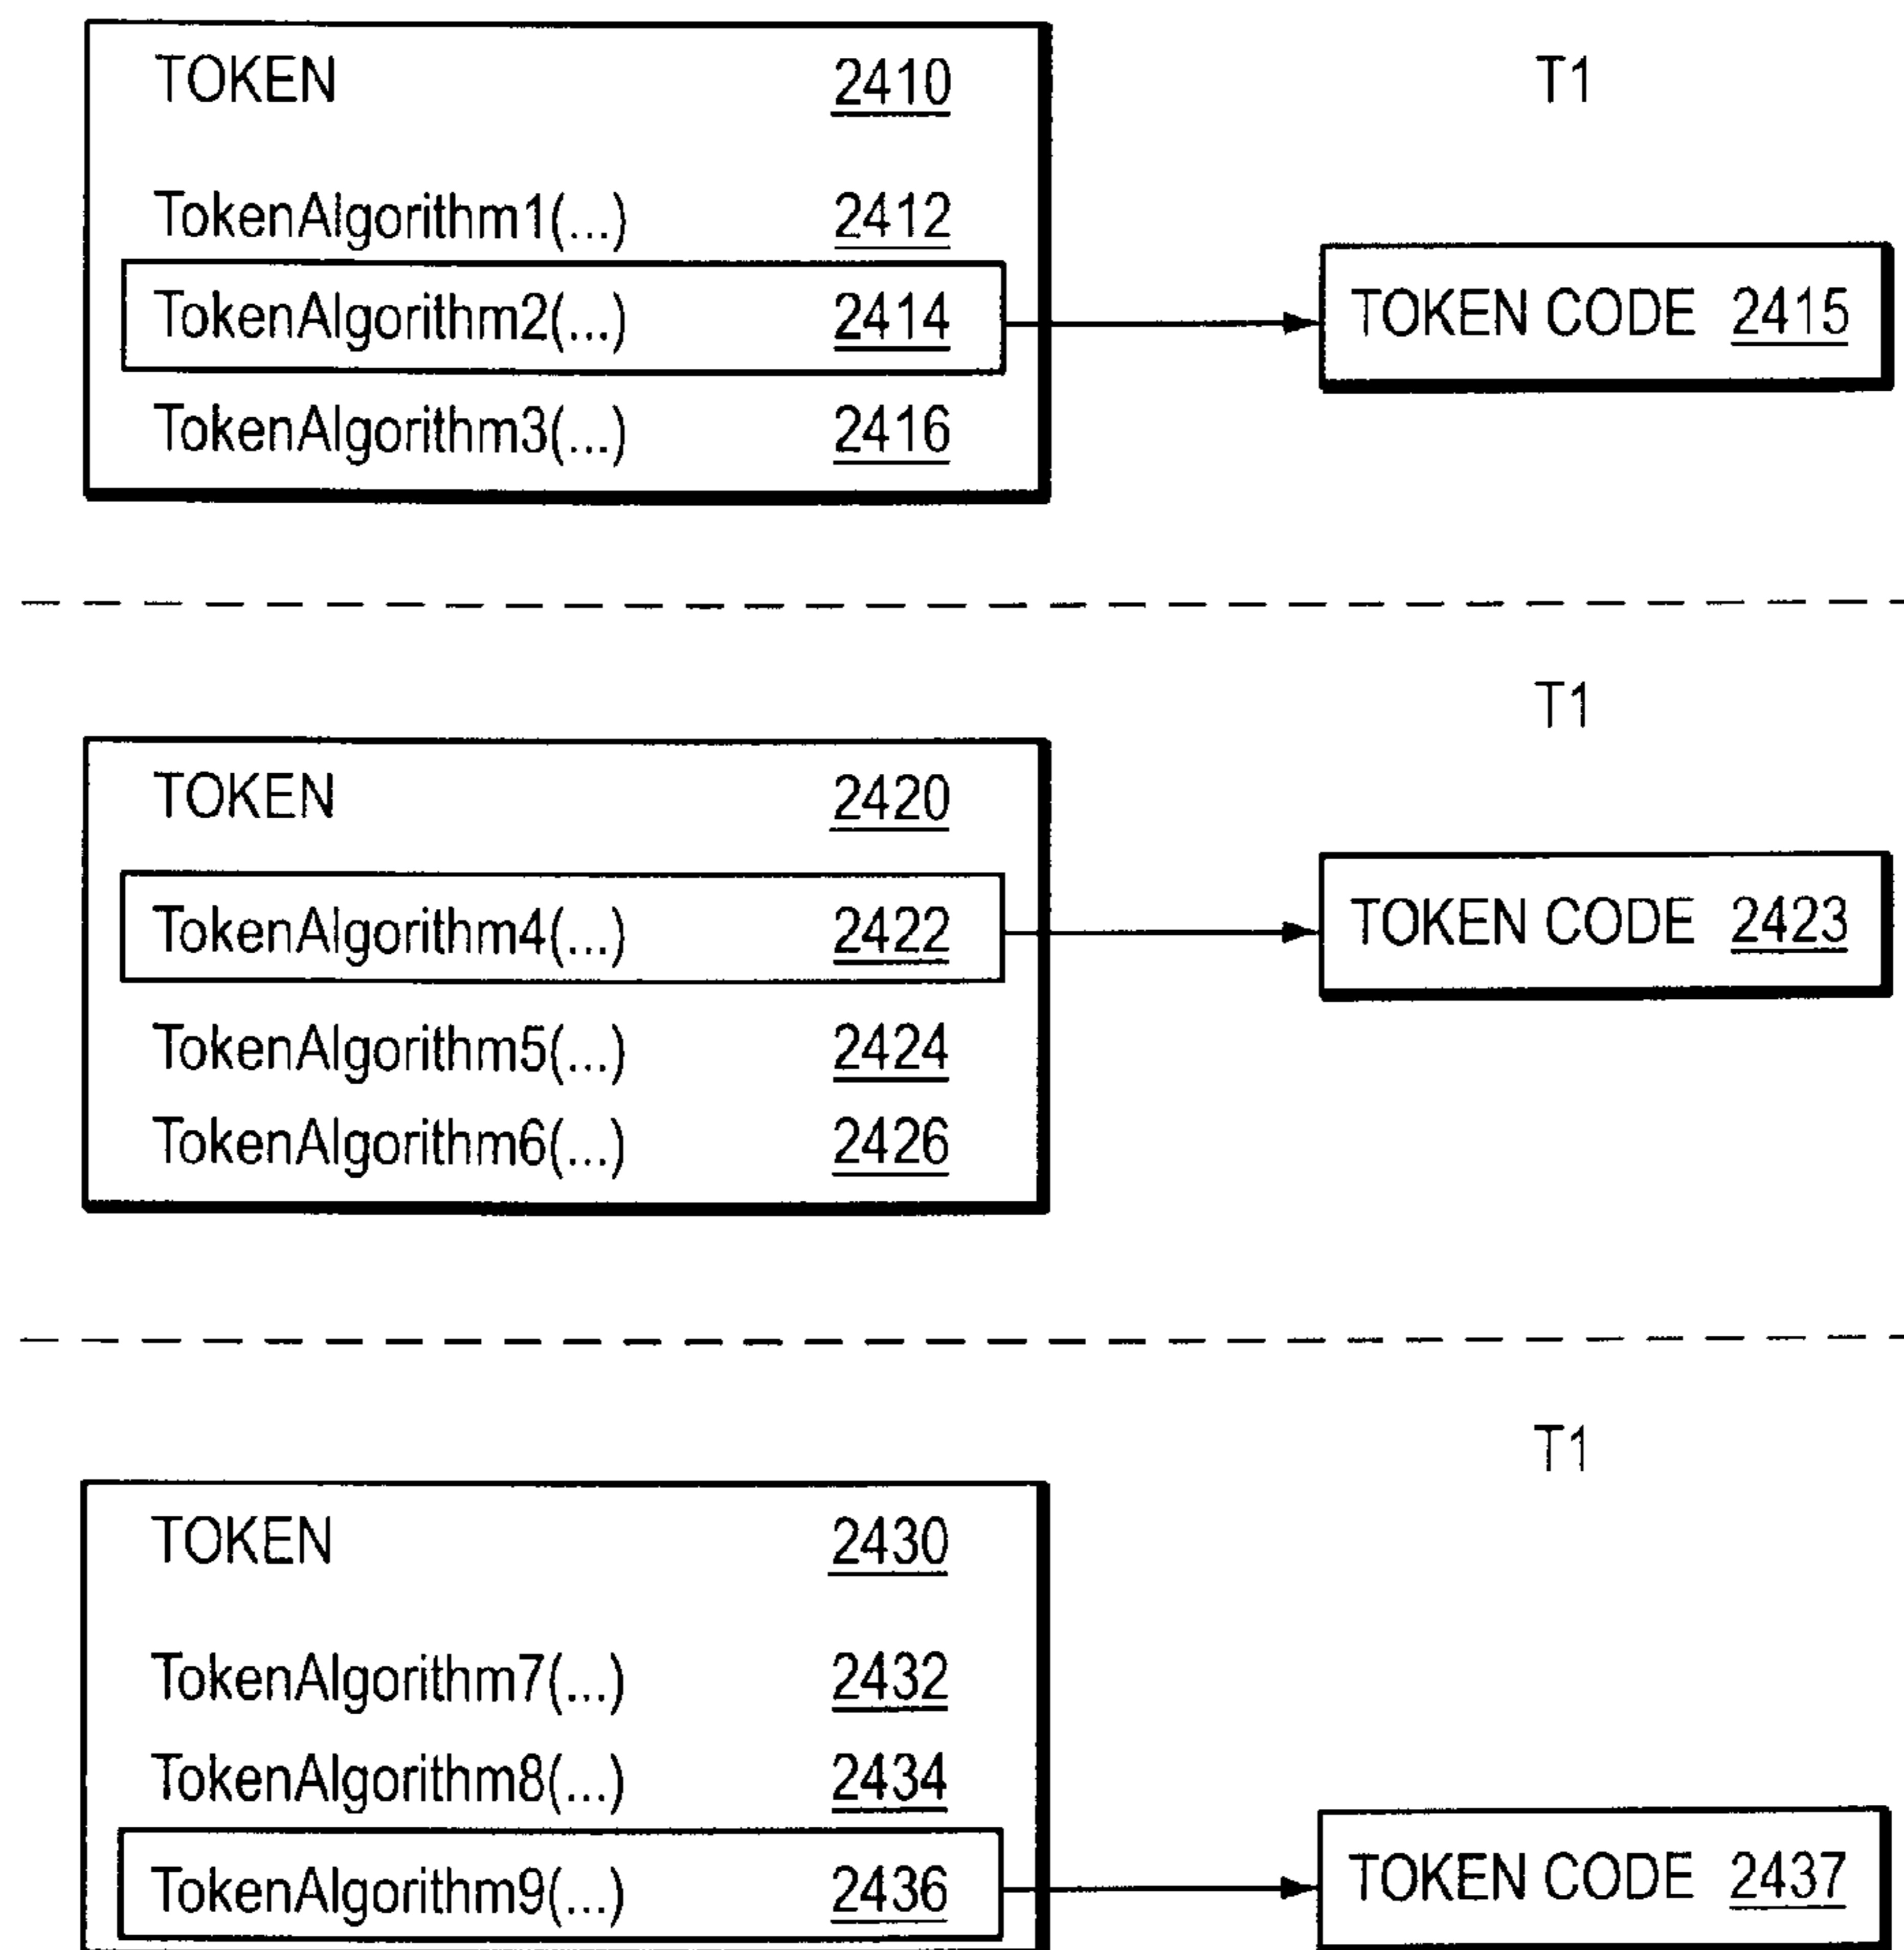 TOKEN 2410 T1
TokenAlgorithm1(...) 2412
TokenAlgorithm2(...) 2414 TOKEN CODE 2415
TokenAlgorithm3(...) 2416
T1
TOKEN 2420
TokenAlgorithm4(...) 2422 TOKEN CODE 2423
TokenAlgorithm5(...) 2424
TokenAlgorithm6(...) 2426
T1
TOKEN 2430
TokenAlgorithm7(...) 2432
TokenAlgorithm8(...) 2434
TokenAlgorithm9(...) 2436 TOKEN CODE 2437